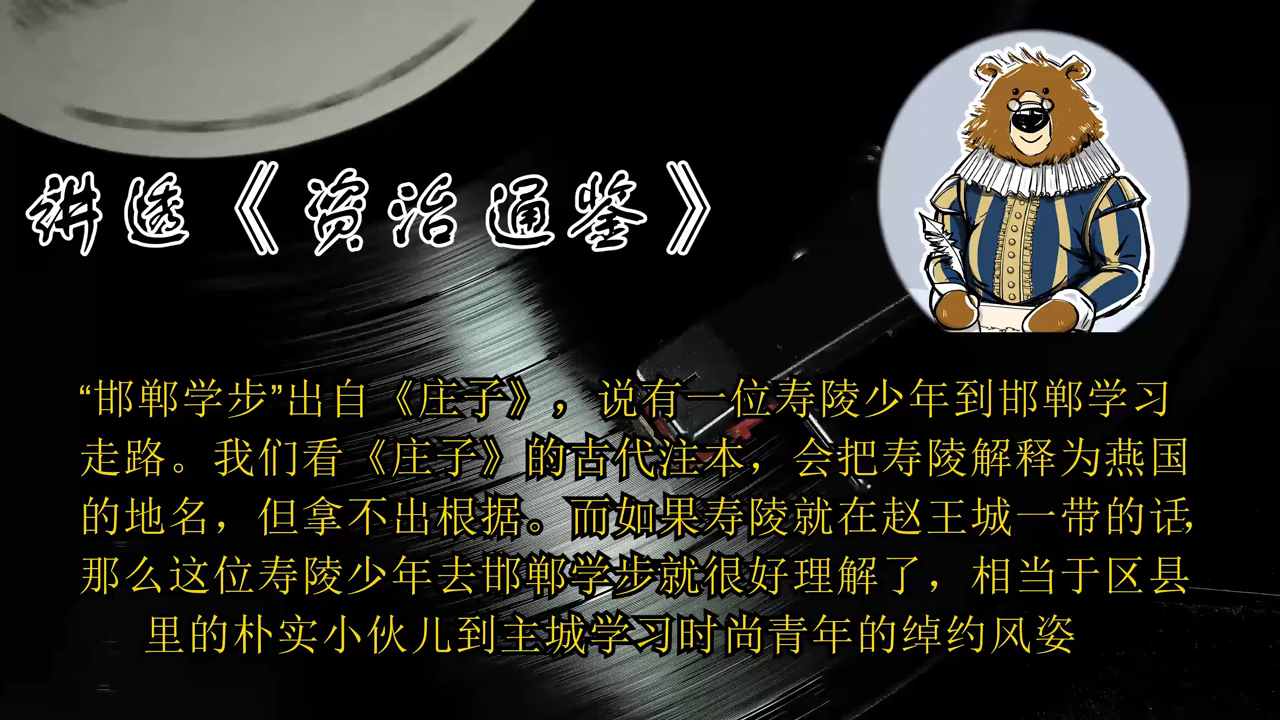 讲透《资治通鉴》
“邯郸学步”出自《庄子》，说有一位寿陵少年到邯郸学习
走路。我们看《庄子》的古代注本，会把寿陵解释为燕国
的地名，但拿不出根据。而如果寿陵就在赵王城一带的话，
那么这位寿陵少年去邯郸学步就很好理解了，相当于区县
里的朴实小伙儿到主城学习时尚青年的绰约风姿